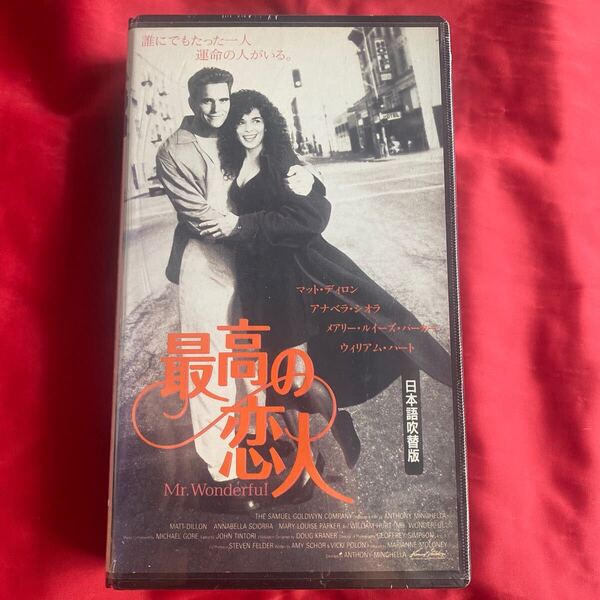 誰にでもたった一人
運命の人がいる。
マット・ディロン
アナベラ・シオラ
メアリー・ルイーズ・パーカー
ウィリアム・ハート
最高の
恋人
Mr. Wonderful
日本語吹替版
THE SAMUEL GOLDWYN COMPANY ANTHONY MINGHELLA
MATT DILLON ANNABELLA SCIORRA MARY-LOUISE PARKER and WILLIAM HURT "MR. WONDERFUL"
MICHAEL GORE JOHN TINTORI DOUG KRANER GEOFFREY SIMPSON
STEVEN FELDER Written by AMY SCHOR & VICKI POLON MARIANNE MOLONEY
ANTHONY MINGHELLA